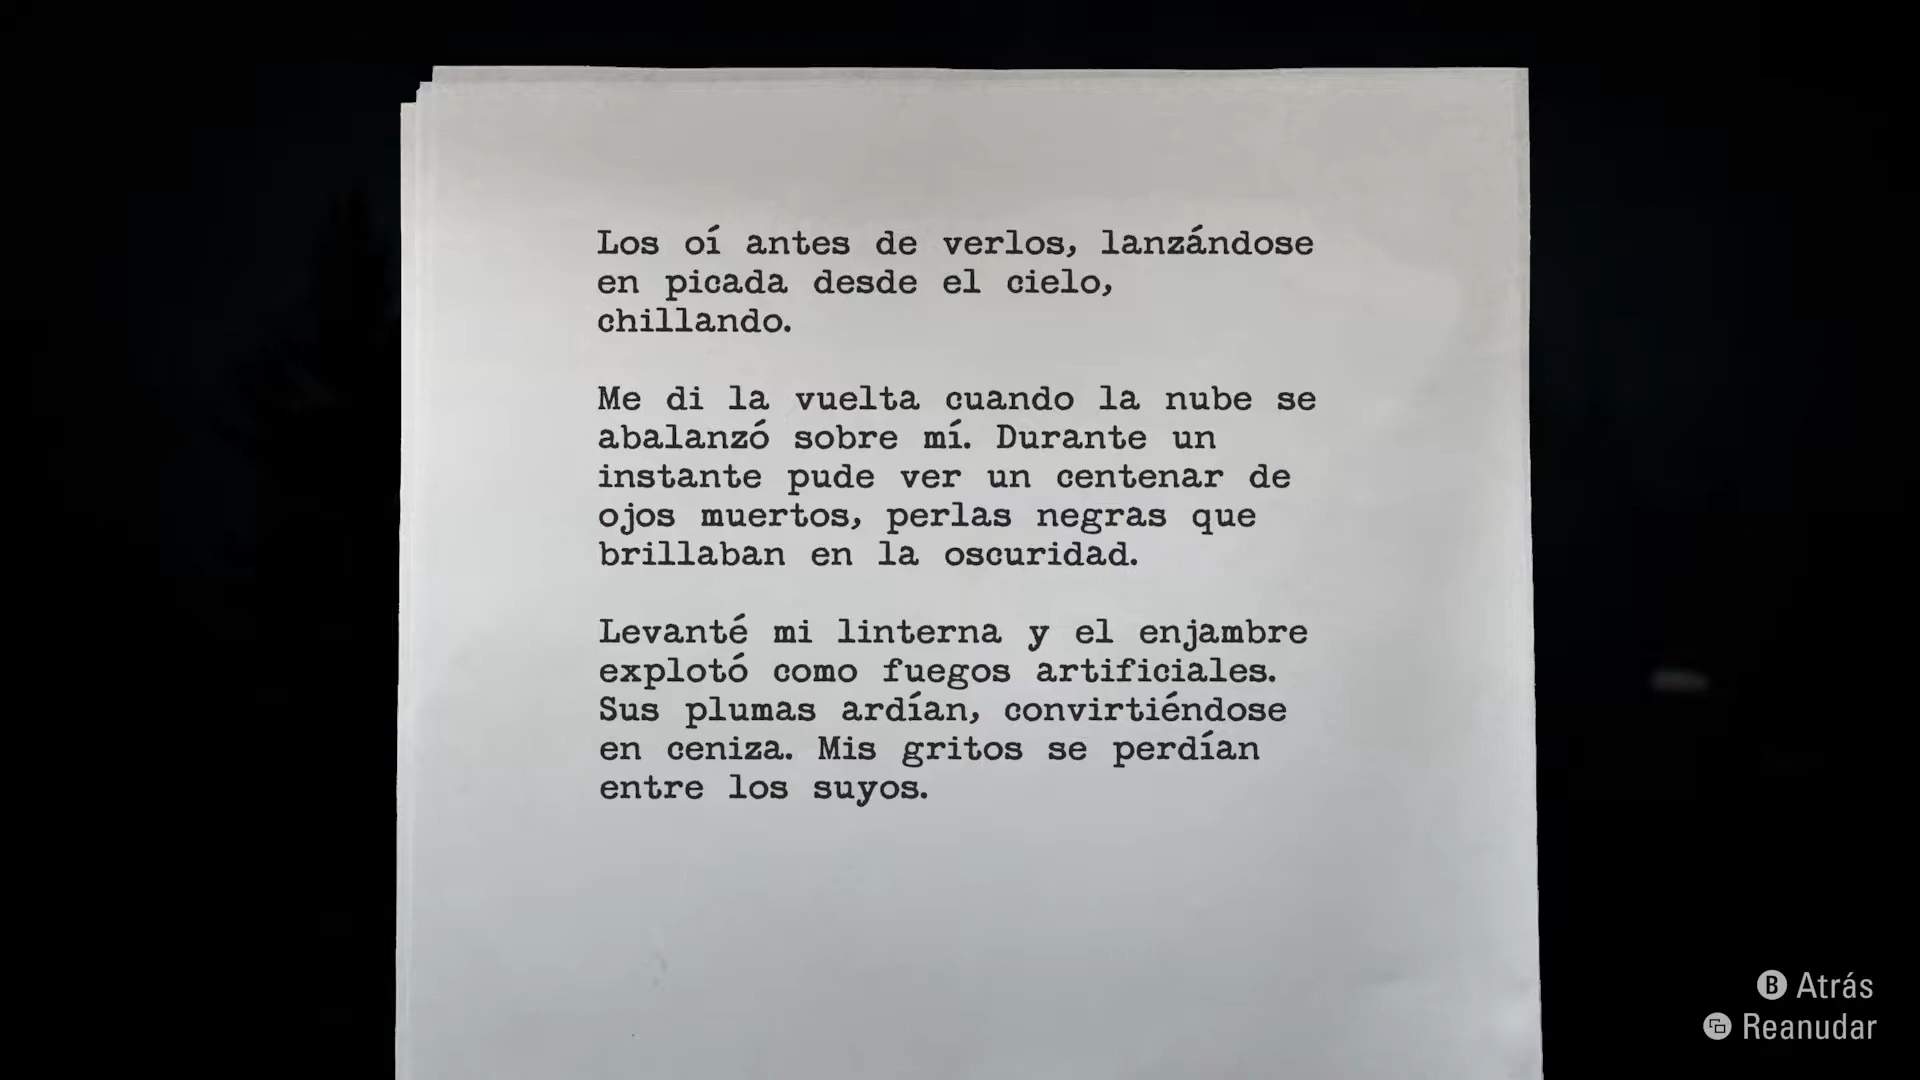 Los oí antes de verlos, lanzándose
en picada desde el cielo,
chillando.
Me di la vuelta cuando la nube se
abalanzó sobre mí. Durante un
instante pude ver un centenar de
ojos muertos, perlas negras que
brillaban en la oscuridad.
Levanté mi linterna y el enjambre
explotó como fuegos artificiales.
Sus plumas ardían, convirtiéndose
en ceniza. Mis gritos se perdían
entre los suyos.
B Atrás
Reanudar